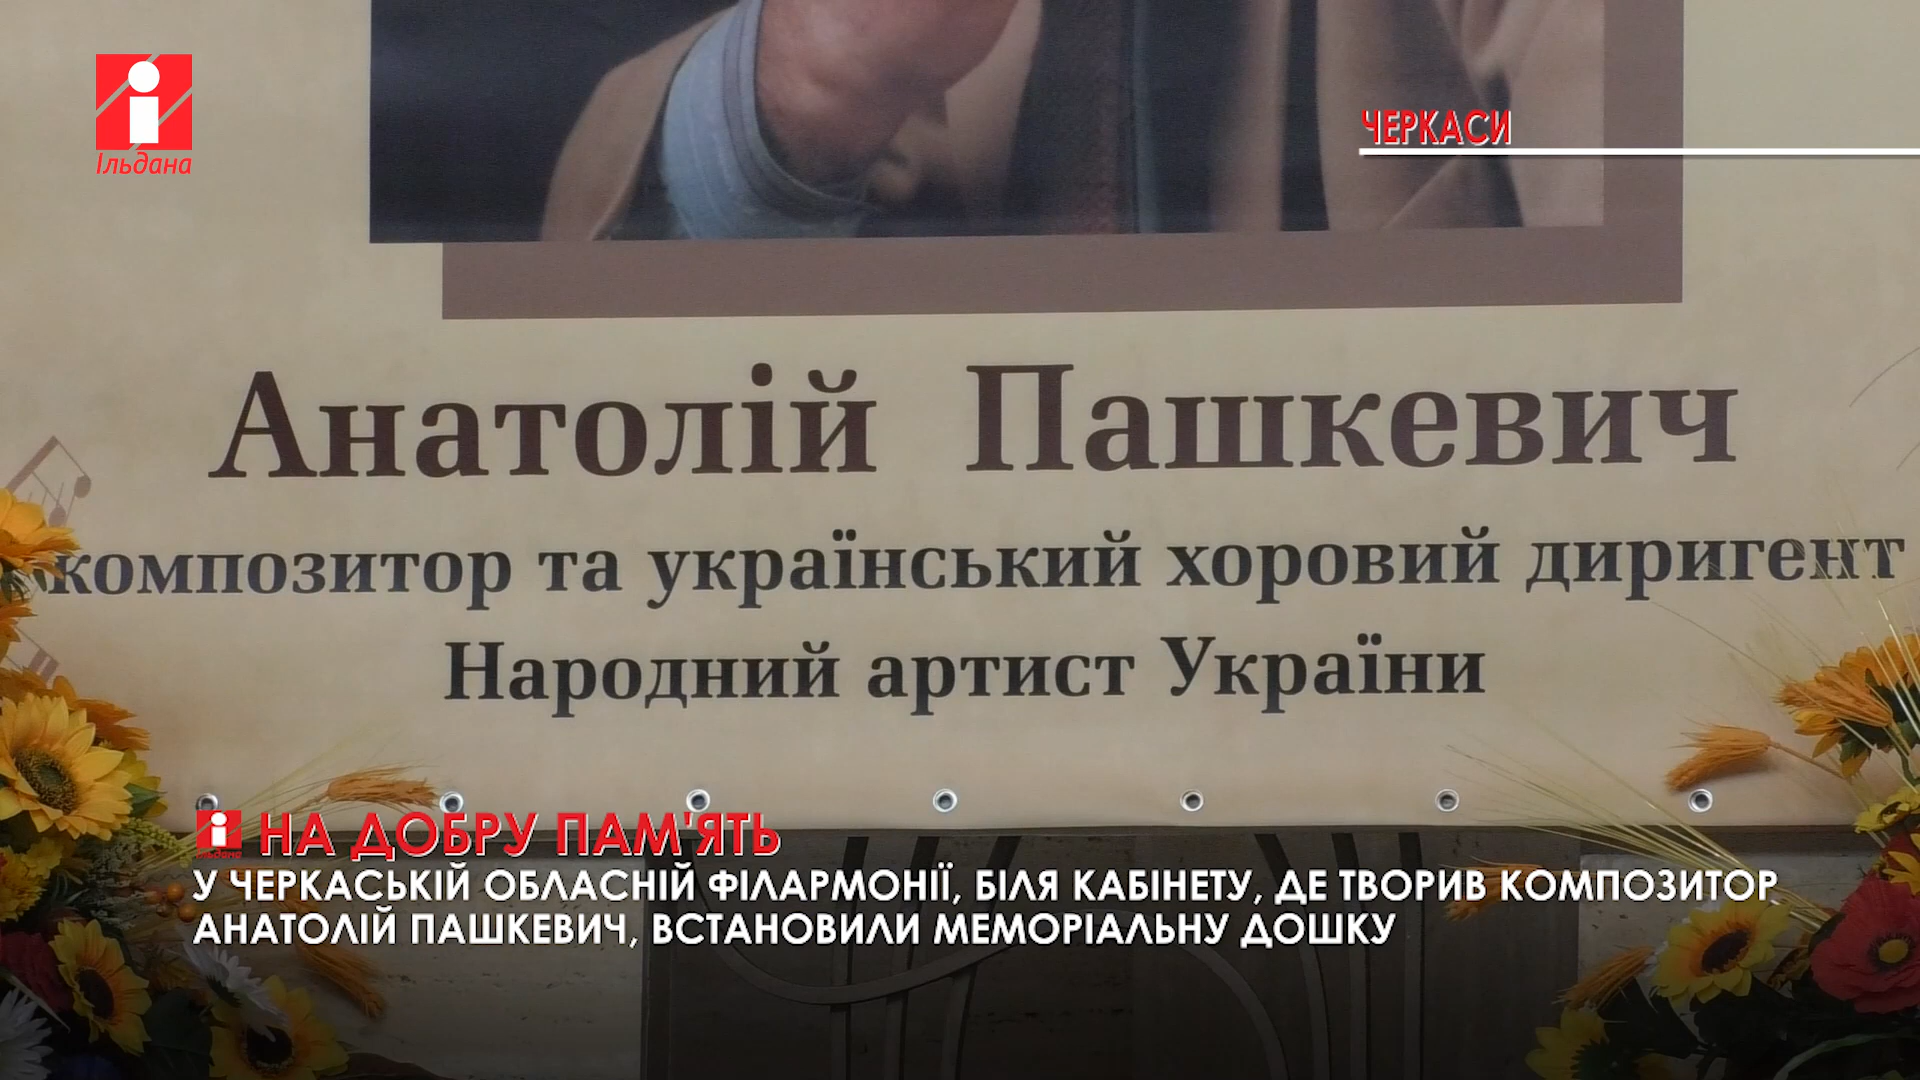 Ільдана
ЧЕРКАСИ
Анатолій Пашкевич
композитор та український хоровий диригент
Народний артист України
НА ДОБРУ ПАМ'ЯТЬ
У ЧЕРКАСЬКІЙ ОБЛАСНІЙ ФІЛАРМОНІЇ, БІЛЯ КАБІНЕТУ, ДЕ ТВОРИВ КОМПОЗИТОР
АНАТОЛІЙ ПАШКЕВИЧ, ВСТАНОВИЛИ МЕМОРІАЛЬНУ ДОШКУ